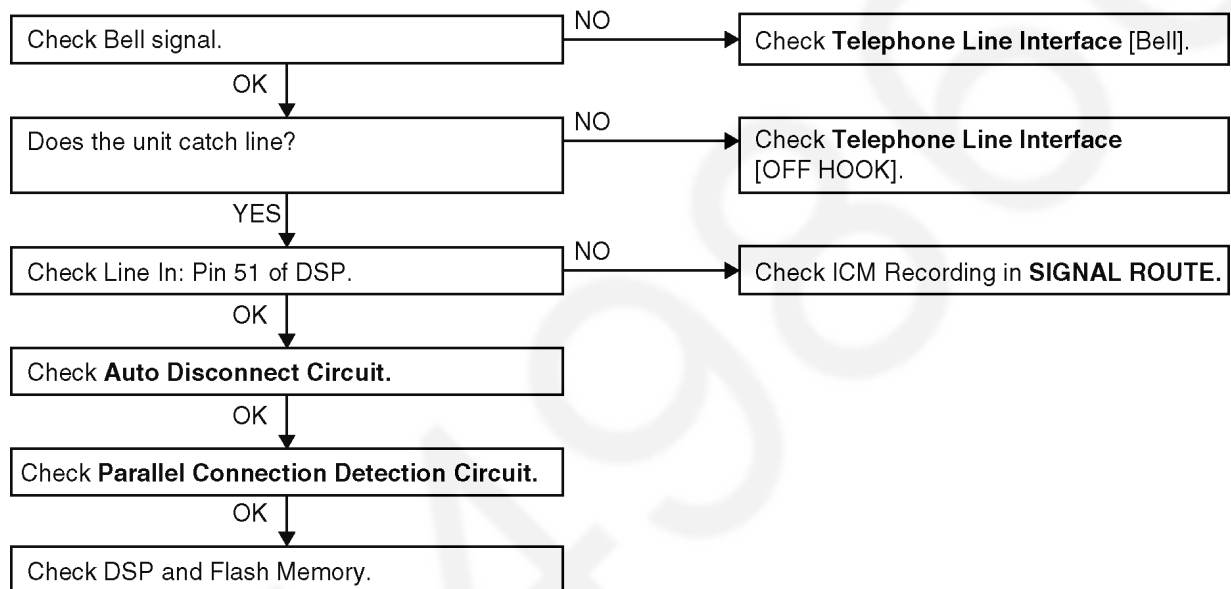 Check Bell signal.
NO
Check Telephone Line Interface [Bell].
OK
Does the unit catch line?
NO
Check Telephone Line Interface
[OFF HOOK].
YES
Check Line In: Pin 51 of DSP.
NO
Check ICM Recording in SIGNAL ROUTE.
OK
Check Auto Disconnect Circuit.
OK
Check Parallel Connection Detection Circuit.
OK
Check DSP and Flash Memory.